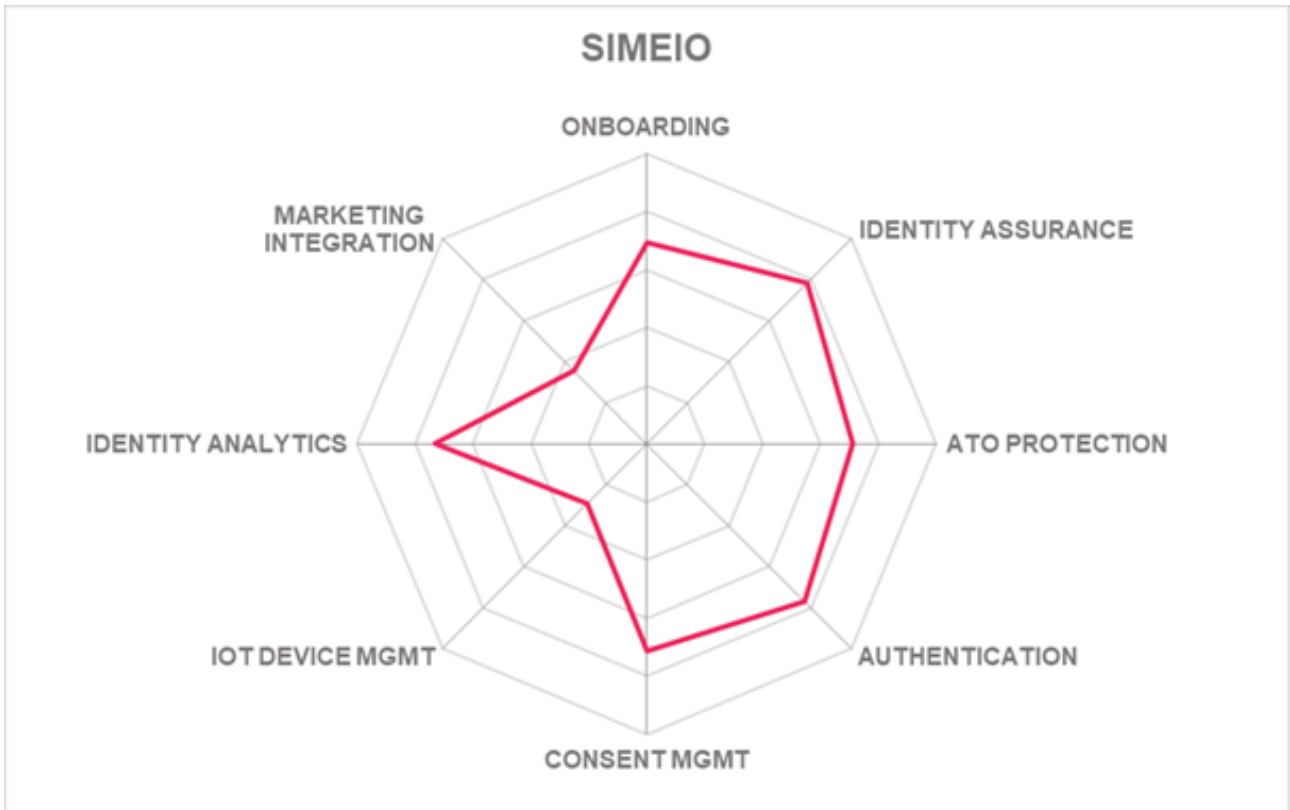 SIMEIO
ONBOARDING
MARKETING
INTEGRATION
IDENTITY ASSURANCE
IDENTITY ANALYTICS
ATO PROTECTION
IOT DEVICE MGMT
AUTHENTICATION
CONSENT MGMT